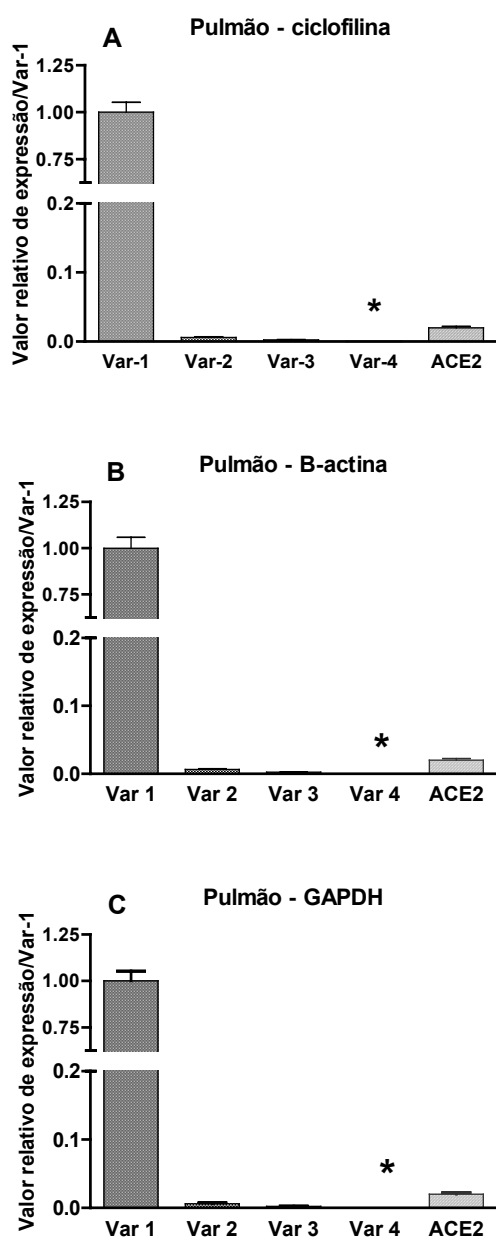 A
Pulmão - ciclofilina
Valor relativo de expressão/Var-1
1.25
1.00
0.75
0.2
0.1
0.0
*
Var-1 Var-2 Var-3 Var-4 ACE2
B
Pulmão - B-actina
Valor relativo de expressão/Var-1
1.25
1.00
0.75
0.2
0.1
0.0
*
Var 1 Var 2 Var 3 Var 4 ACE2
C
Pulmão - GAPDH
Valor relativo de expressão/Var-1
1.25
1.00
0.75
0.2
0.1
0.0
*
Var 1 Var 2 Var 3 Var 4 ACE2